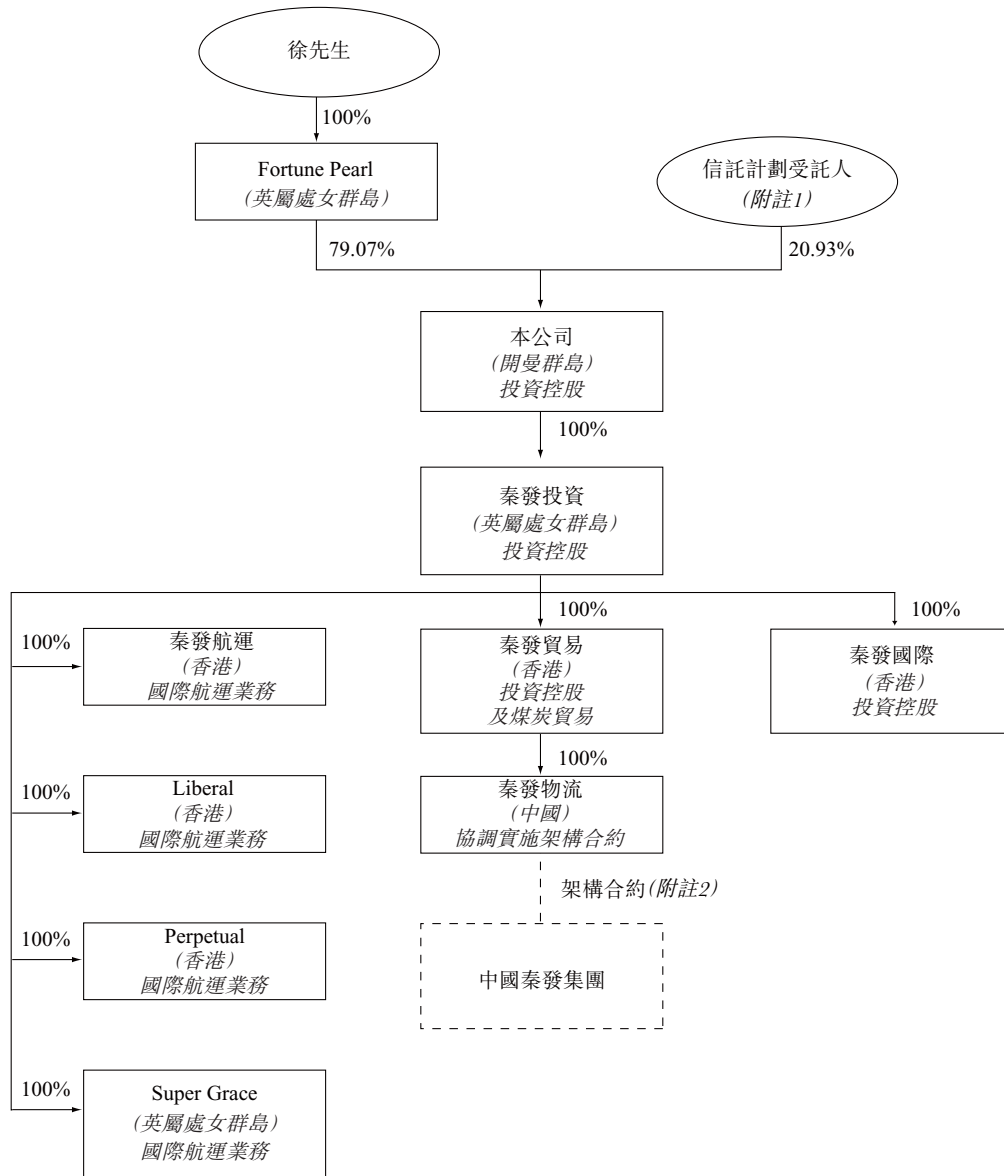 徐先生
100%
Fortune Pearl
(英屬處女群島)
信託計劃受託人
(附註1)
79.07%
20.93%
本公司
(開曼群島)
投資控股
100%
秦發投資
(英屬處女群島)
投資控股
100%
100%
100%
秦發航運
(香港)
國際航運業務
秦發貿易
(香港)
投資控股
及煤炭貿易
秦發國際
(香港)
投資控股
100%
100%
Liberal
(香港)
國際航運業務
秦發物流
(中國)
協調實施架構合約
架構合約(附註2)
100%
Perpetual
(香港)
國際航運業務
中國秦發集團
100%
Super Grace
(英屬處女群島)
國際航運業務